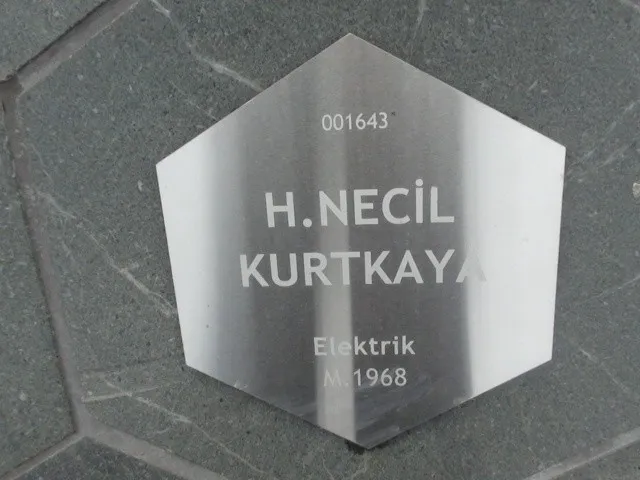 001643
H.NECİL
KURTKAYA
Elektrik
M.1968